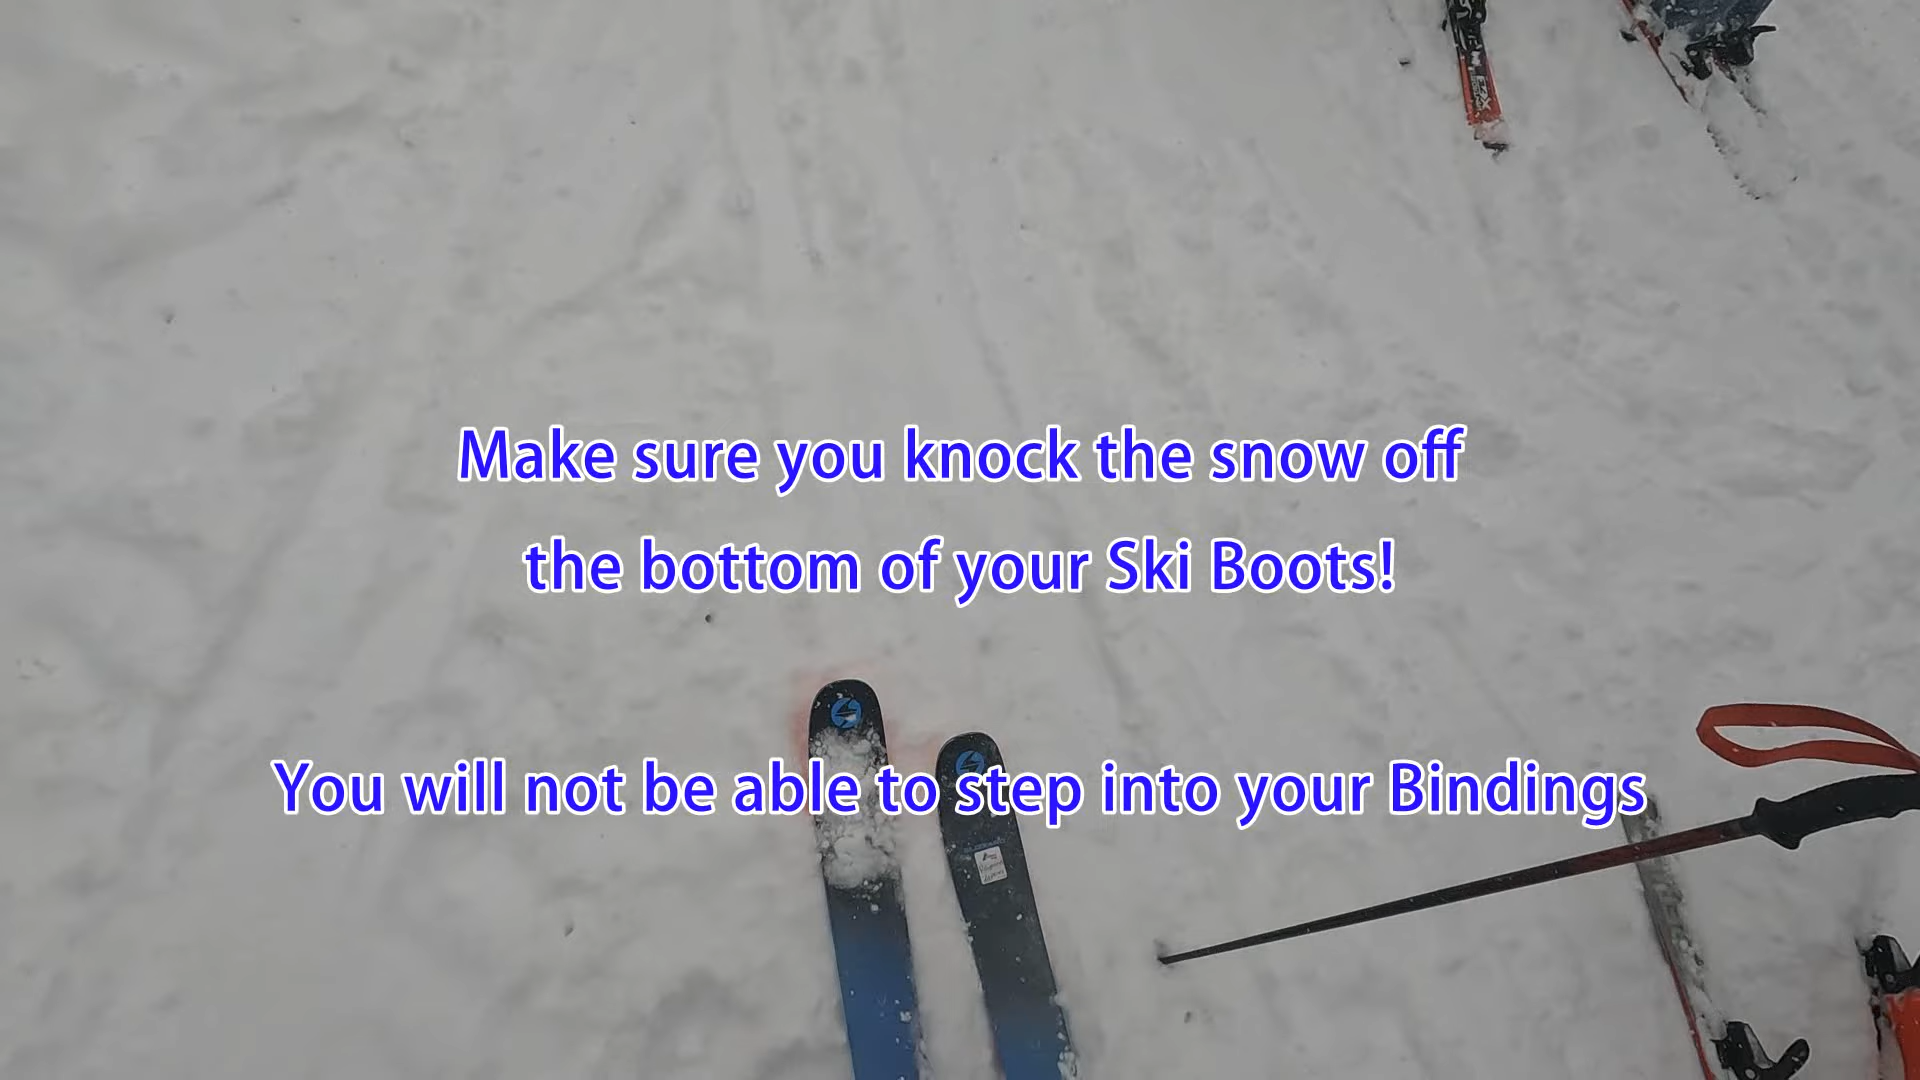 Make sure you knock the snow off
the bottom of your Ski Boots!
You will not be able to step into your Bindings